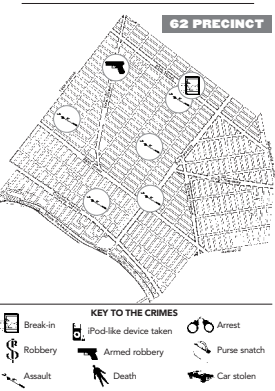 62 PRECINCT
KEY TO THE CRIMES
Break-in
iPod-like device taken
Arrest
Robbery
Armed robbery
Purse snatch
Assault
Death
Car stolen